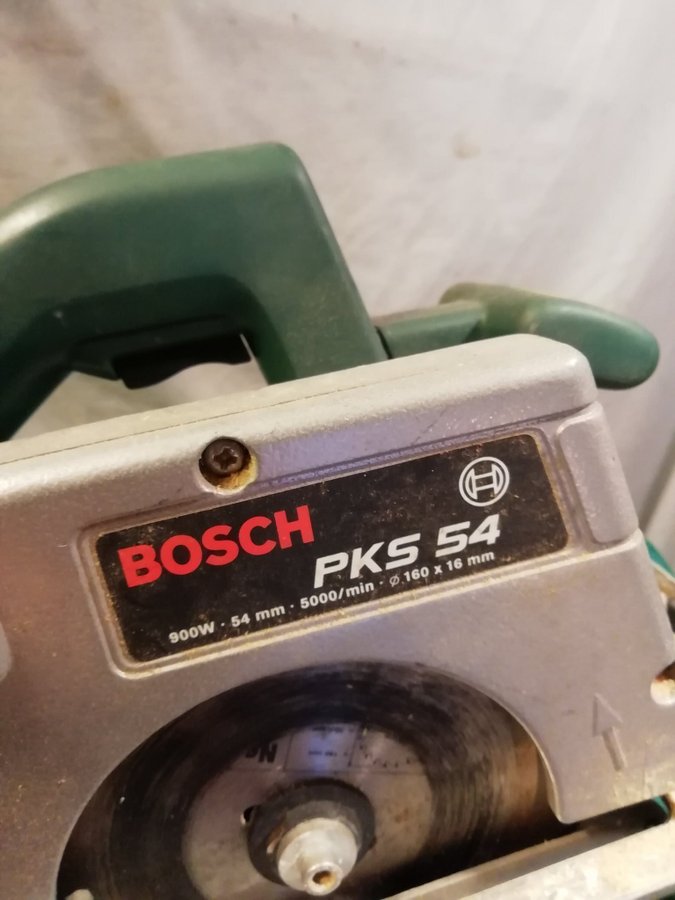 BOSCH
PKS 54
900W · 54 mm · 5000/min · ⌀ 160 x 16 mm